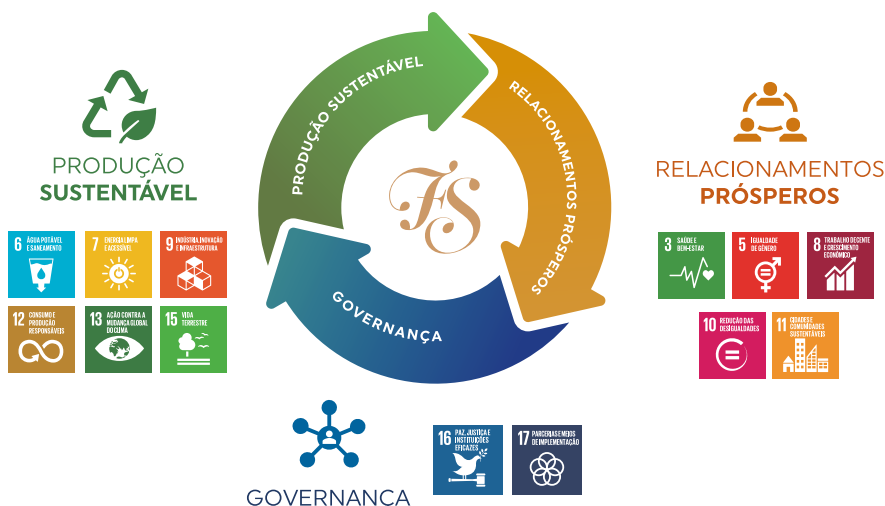 PRODUÇÃO SUSTENTÁVEL
RELACIONAMENTOS PRÓSPEROS
GOVERNANÇA
FS
PRODUÇÃO
SUSTENTÁVEL
6 ÁGUA POTÁVEL
E SANEAMENTO
7 ENERGIA LIMPA
E ACESSÍVEL
9 INDÚSTRIA, INOVAÇÃO
E INFRAESTRUTURA
12 CONSUMO E
PRODUÇÃO
RESPONSÁVEIS
13 AÇÃO CONTRA A
MUDANÇA GLOBAL
DO CLIMA
15 VIDA
TERRESTRE
RELACIONAMENTOS
PRÓSPEROS
3 SAÚDE E
BEM-ESTAR
5 IGUALDADE
DE GÊNERO
8 TRABALHO DECENTE
E CRESCIMENTO
ECONÔMICO
10 REDUÇÃO DAS
DESIGUALDADES
11 CIDADES E
COMUNIDADES
SUSTENTÁVEIS
GOVERNANCA
16 PAZ, JUSTIÇA E
INSTITUIÇÕES
EFICAZES
17 PARCERIAS E MEIOS
DE IMPLEMENTAÇÃO